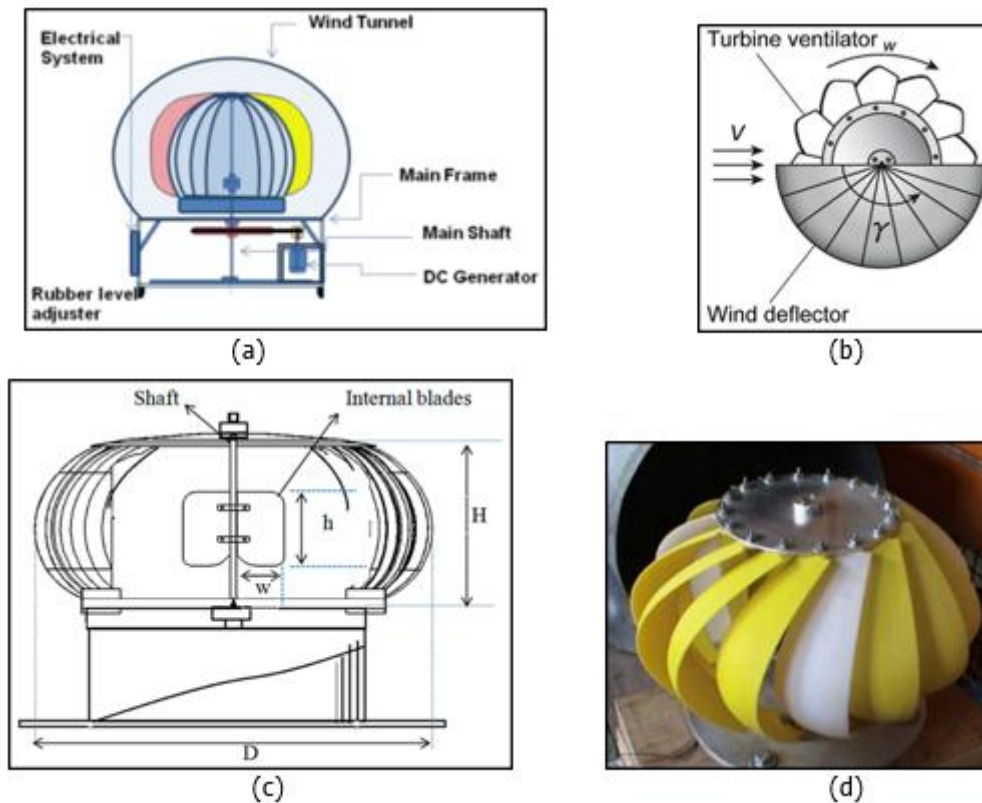 Wind Tunnel
Electrical
System
Main Frame
Main Shaft
DC Generator
Rubber level
adjuster
(a)
Turbine ventilator w
V
γ
Wind deflector
(b)
Shaft
Internal blades
h
H
w
D
(c)
(d)